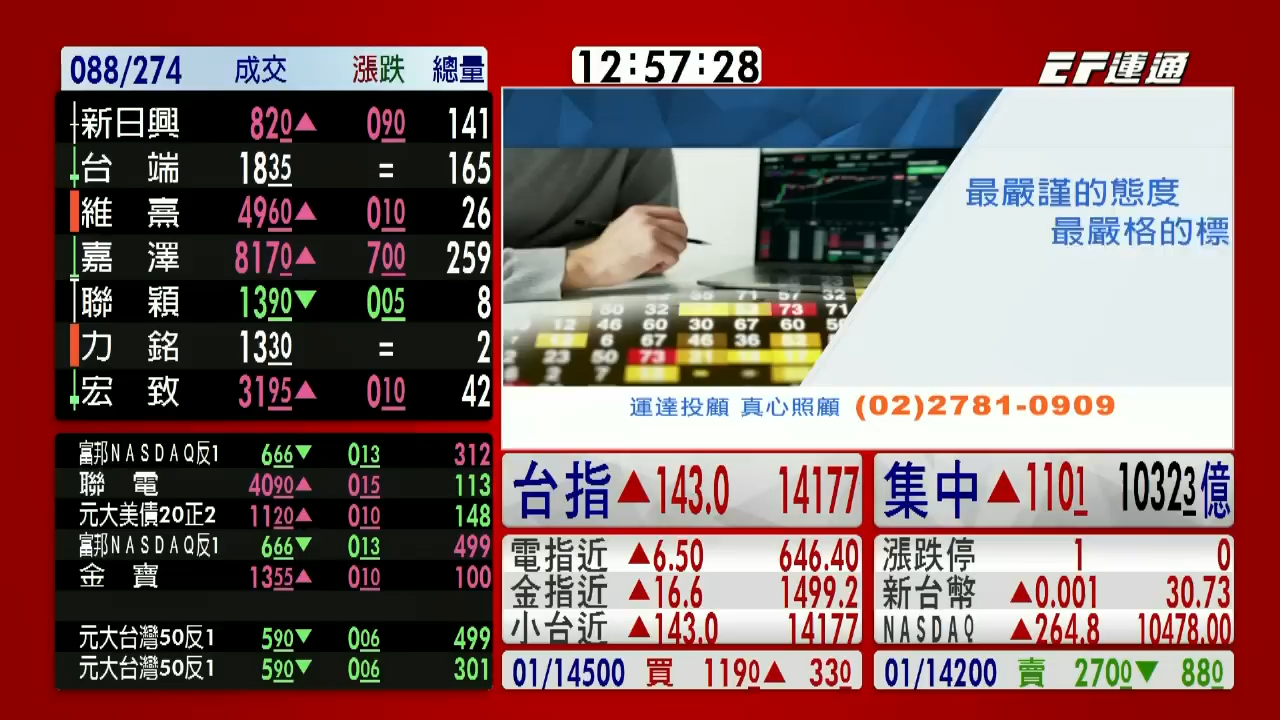 088/274 成交 漲跌 總量
12:57:28
EF運通
新日興 820▲ 090 141
台端 1835 = 165
維熹 4960▲ 010 26
嘉澤 8170▲ 700 259
聯穎 1390▼ 005 8
力銘 1330 = 2
宏致 3195▲ 010 42
最嚴謹的態度
最嚴格的標
運達投顧 真心照顧 (02)2781-0909
富邦NASDAQ反1 666▼ 013 312
聯電 4090▲ 015 113
元大美債20正2 1120▲ 010 148
富邦NASDAQ反1 666▼ 013 499
金寶 1355▲ 010 100
元大台灣50反1 590▼ 006 499
元大台灣50反1 590▼ 006 301
台指▲143.0 14177
集中▲1101 10323億
電指近 ▲6.50 646.40
金指近 ▲16.6 1499.2
小台近 ▲143.0 14177
漲跌停 1 0
新台幣 ▲0.001 30.73
NASDAQ ▲264.8 10478.00
01/14500 買 1190▲ 330
01/14200 賣 2700▼ 880